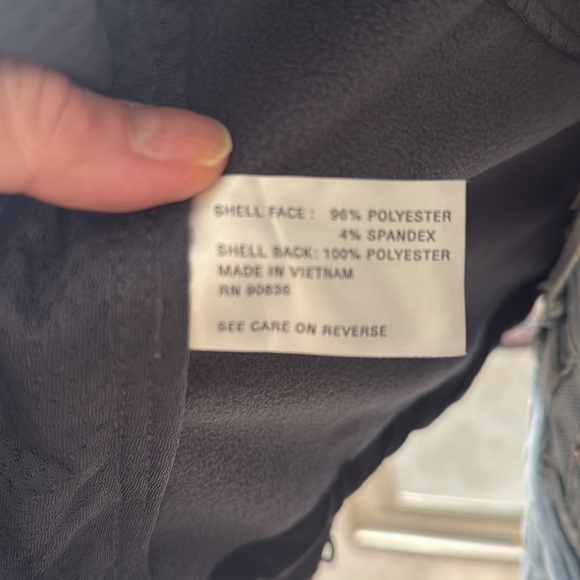 SHELL FACE: 96% POLYESTER
4% SPANDEX
SHELL BACK: 100% POLYESTER
MADE IN VIETNAM
RN 90836
SEE CARE ON REVERSE